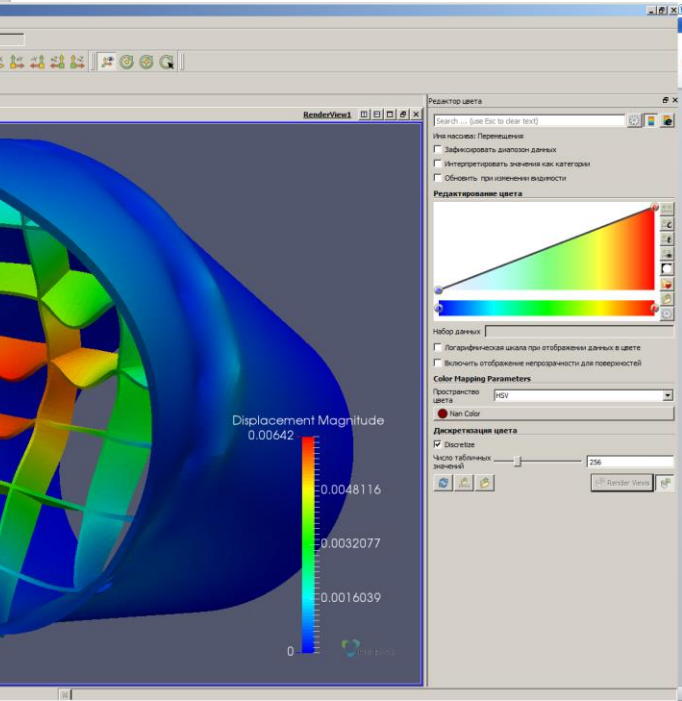 RenderView1
Редактор цвета
Search ... (use Esc to clear text)
Имя массива: Перемещения
Зафиксировать диапозон данных
Интерпретировать значения как категории
Обновить при изменении видимости
Редактирование цвета
Набор данных
Логарифмическая шкала при отображении данных в цвете
Включить отображение непрозрачности для поверхностей
Color Mapping Parameters
Пространство цвета
HSV
Nan Color
Дискретизация цвета
Discretize
Число табличных значений
256
Render Views
Displacement Magnitude
0.00642
0.0048116
0.0032077
0.0016039
0